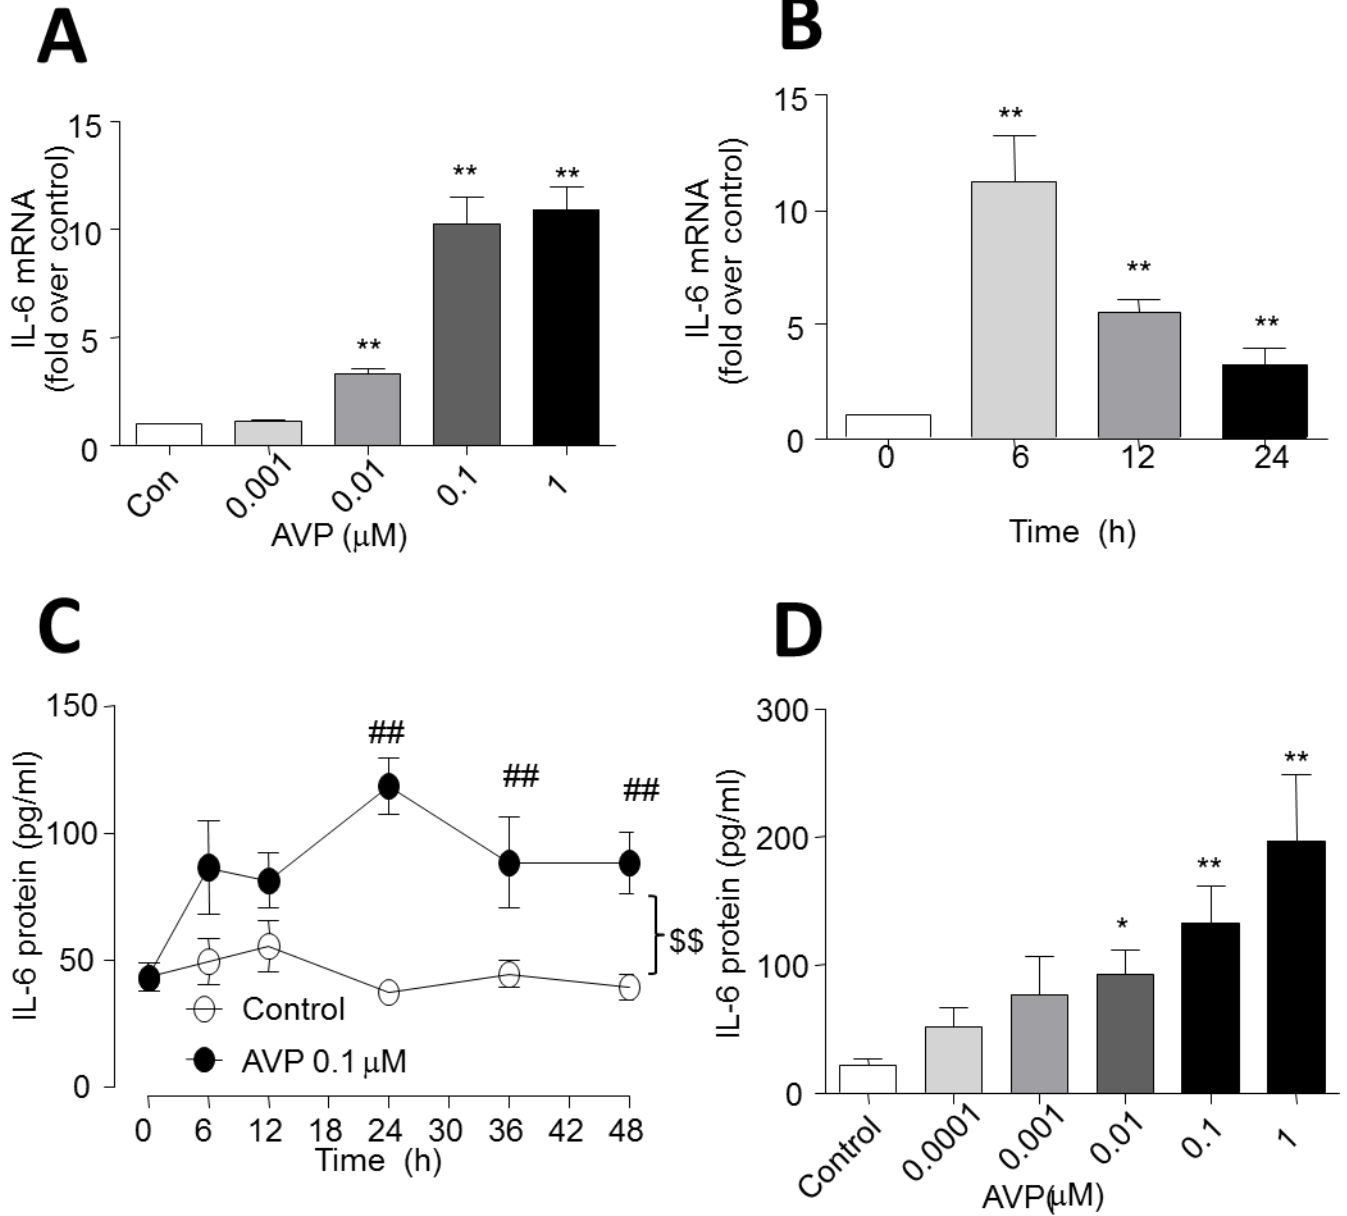 A
IL-6 mRNA
(fold over control)
15
10
5
0
**
**
**
Con
0.001
0.01
0.1
1
AVP (μM)
B
IL-6 mRNA
(fold over control)
15
10
5
0
**
**
**
0
6
12
24
Time (h)
C
IL-6 protein (pg/ml)
150
100
50
0
##
##
##
$$
Control
AVP 0.1 μM
0
6
12
18
24
30
36
42
48
Time (h)
D
IL-6 protein (pg/ml)
300
200
100
0
*
**
**
Control
0.0001
0.001
0.01
0.1
1
AVP(μM)